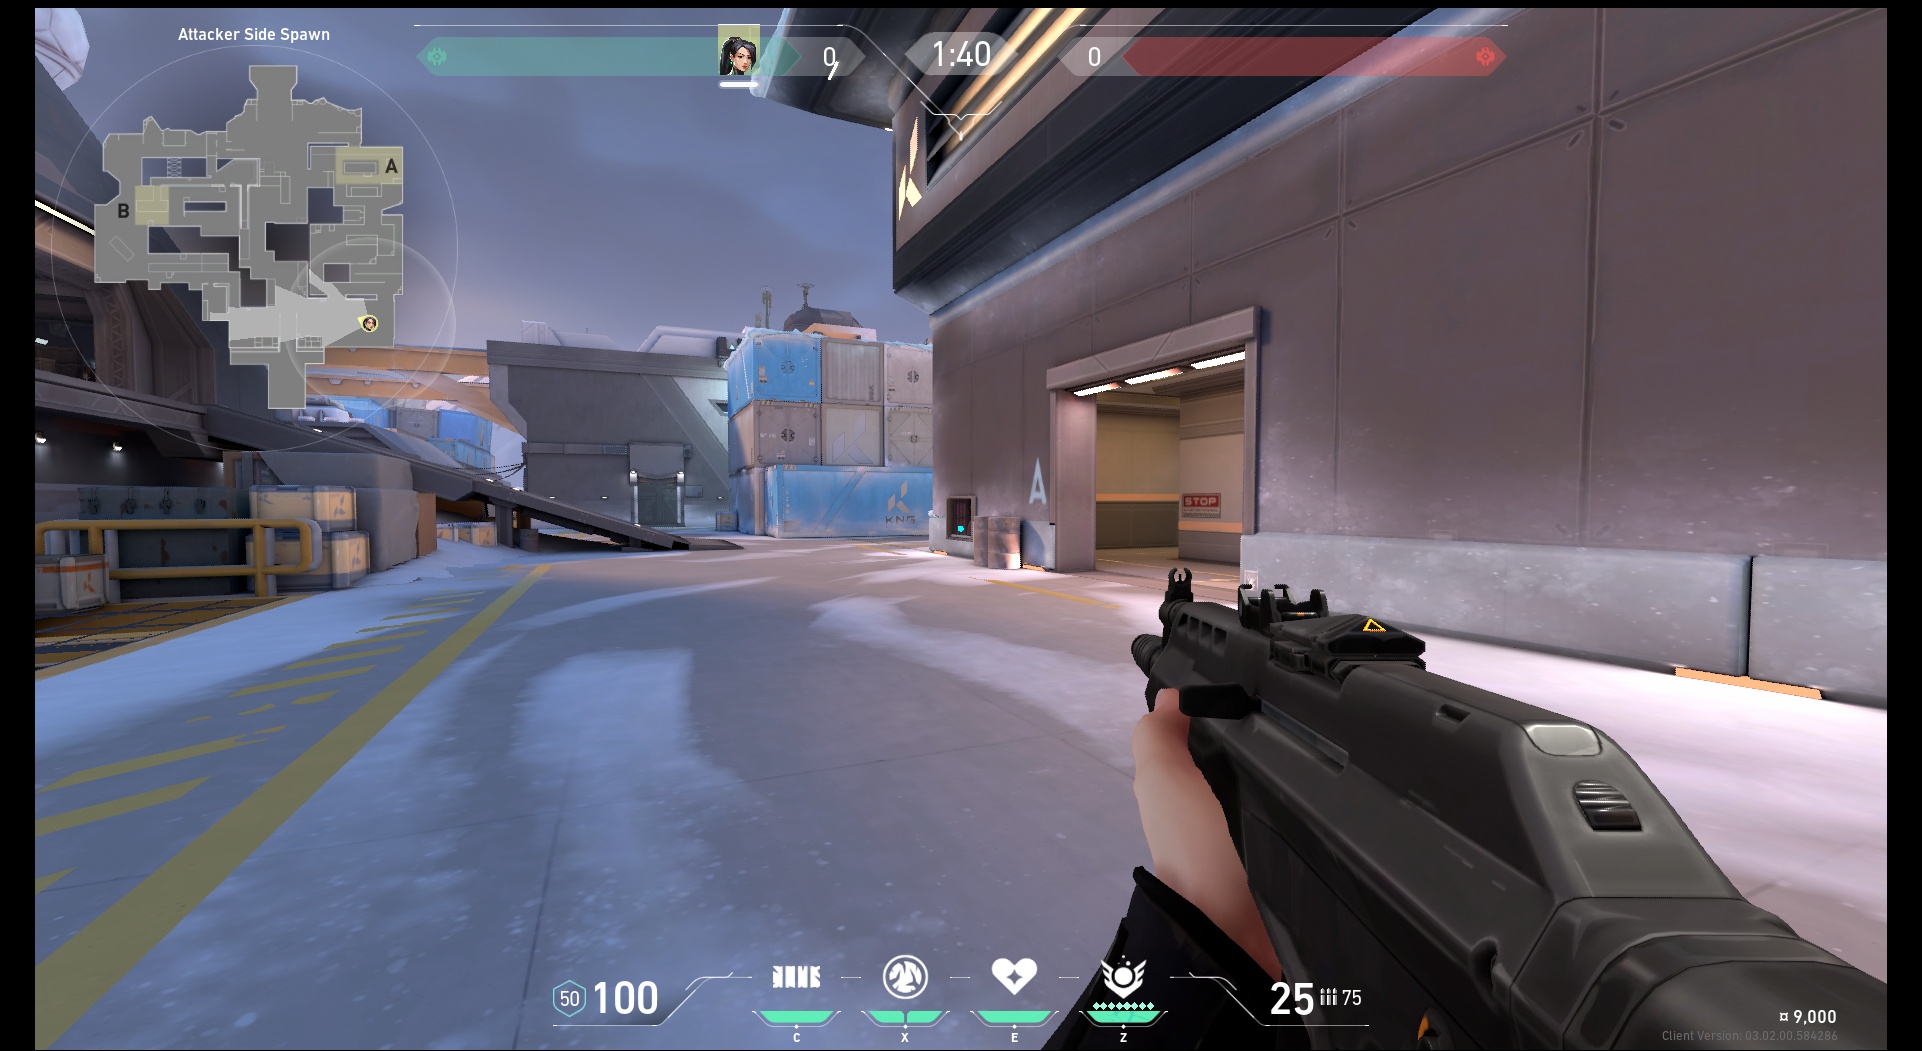 Attacker Side Spawn
0
1:40
0
A
B
A
STOP
KNG
50 100
25 75
C X E Z
¤ 9,000
Client Version: 03.02.00.584286